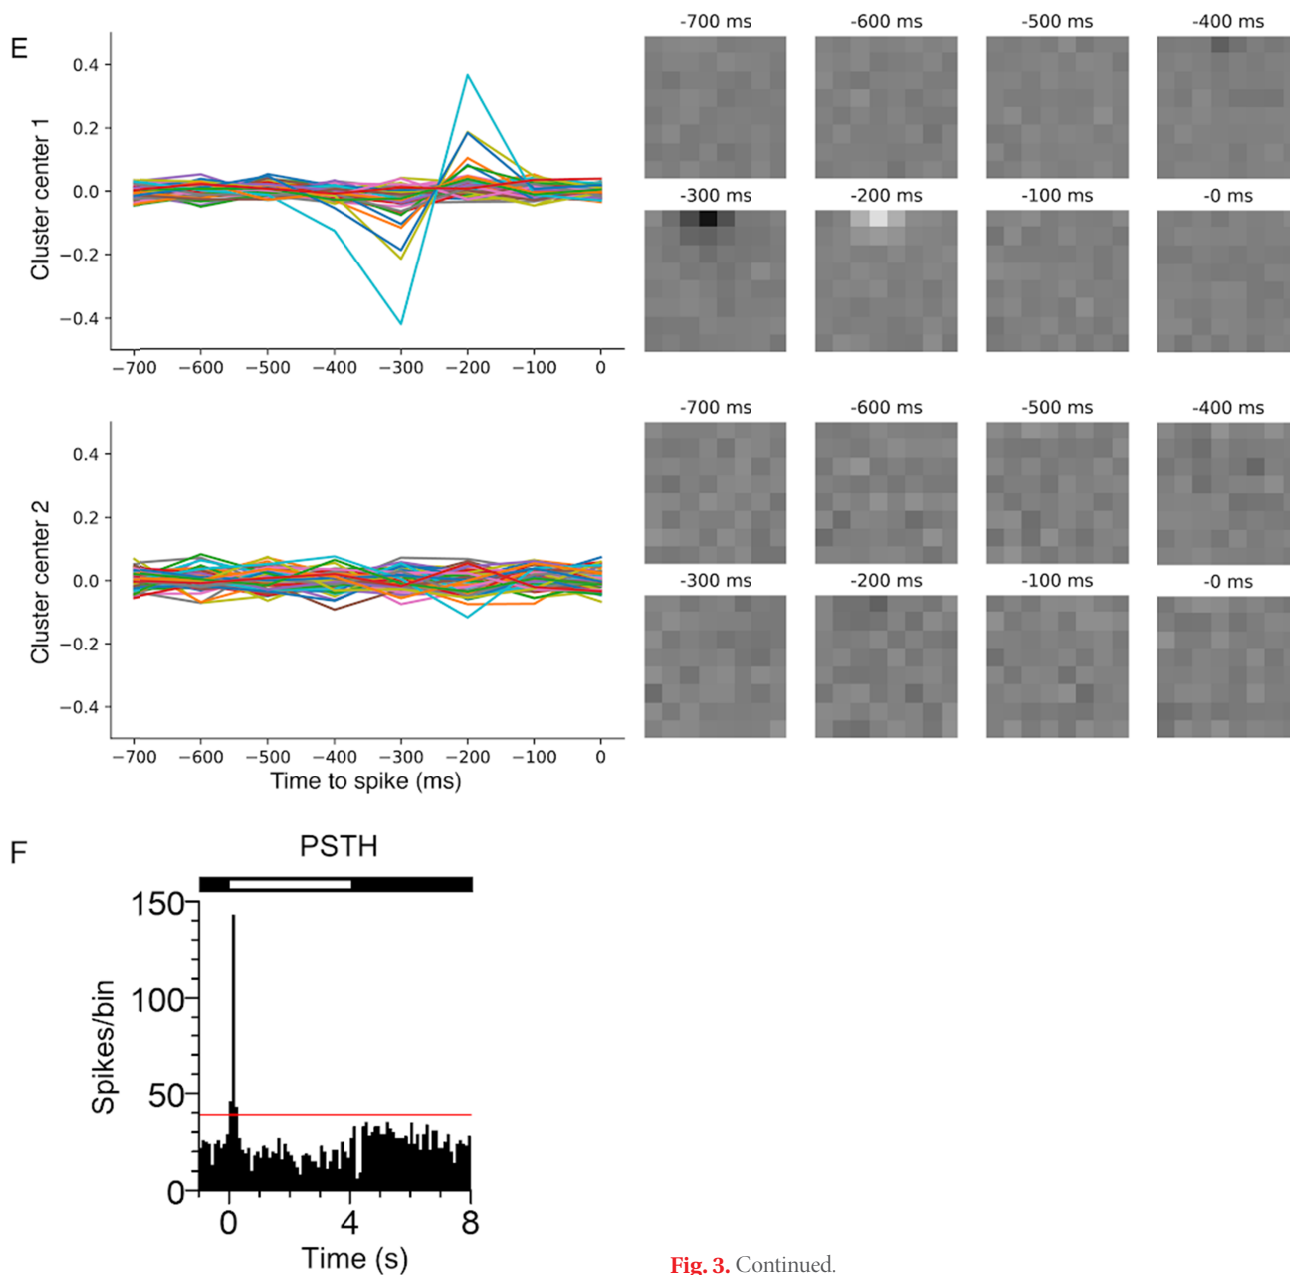 E
Cluster center 1
0.4
0.2
0.0
−0.2
−0.4
−700 −600 −500 −400 −300 −200 −100 0
-700 ms -600 ms -500 ms -400 ms
-300 ms -200 ms -100 ms -0 ms
Cluster center 2
0.4
0.2
0.0
−0.2
−0.4
−700 −600 −500 −400 −300 −200 −100 0
Time to spike (ms)
-700 ms -600 ms -500 ms -400 ms
-300 ms -200 ms -100 ms -0 ms
F
PSTH
Spikes/bin
150
100
50
0
0 4 8
Time (s)
Fig. 3. Continued.